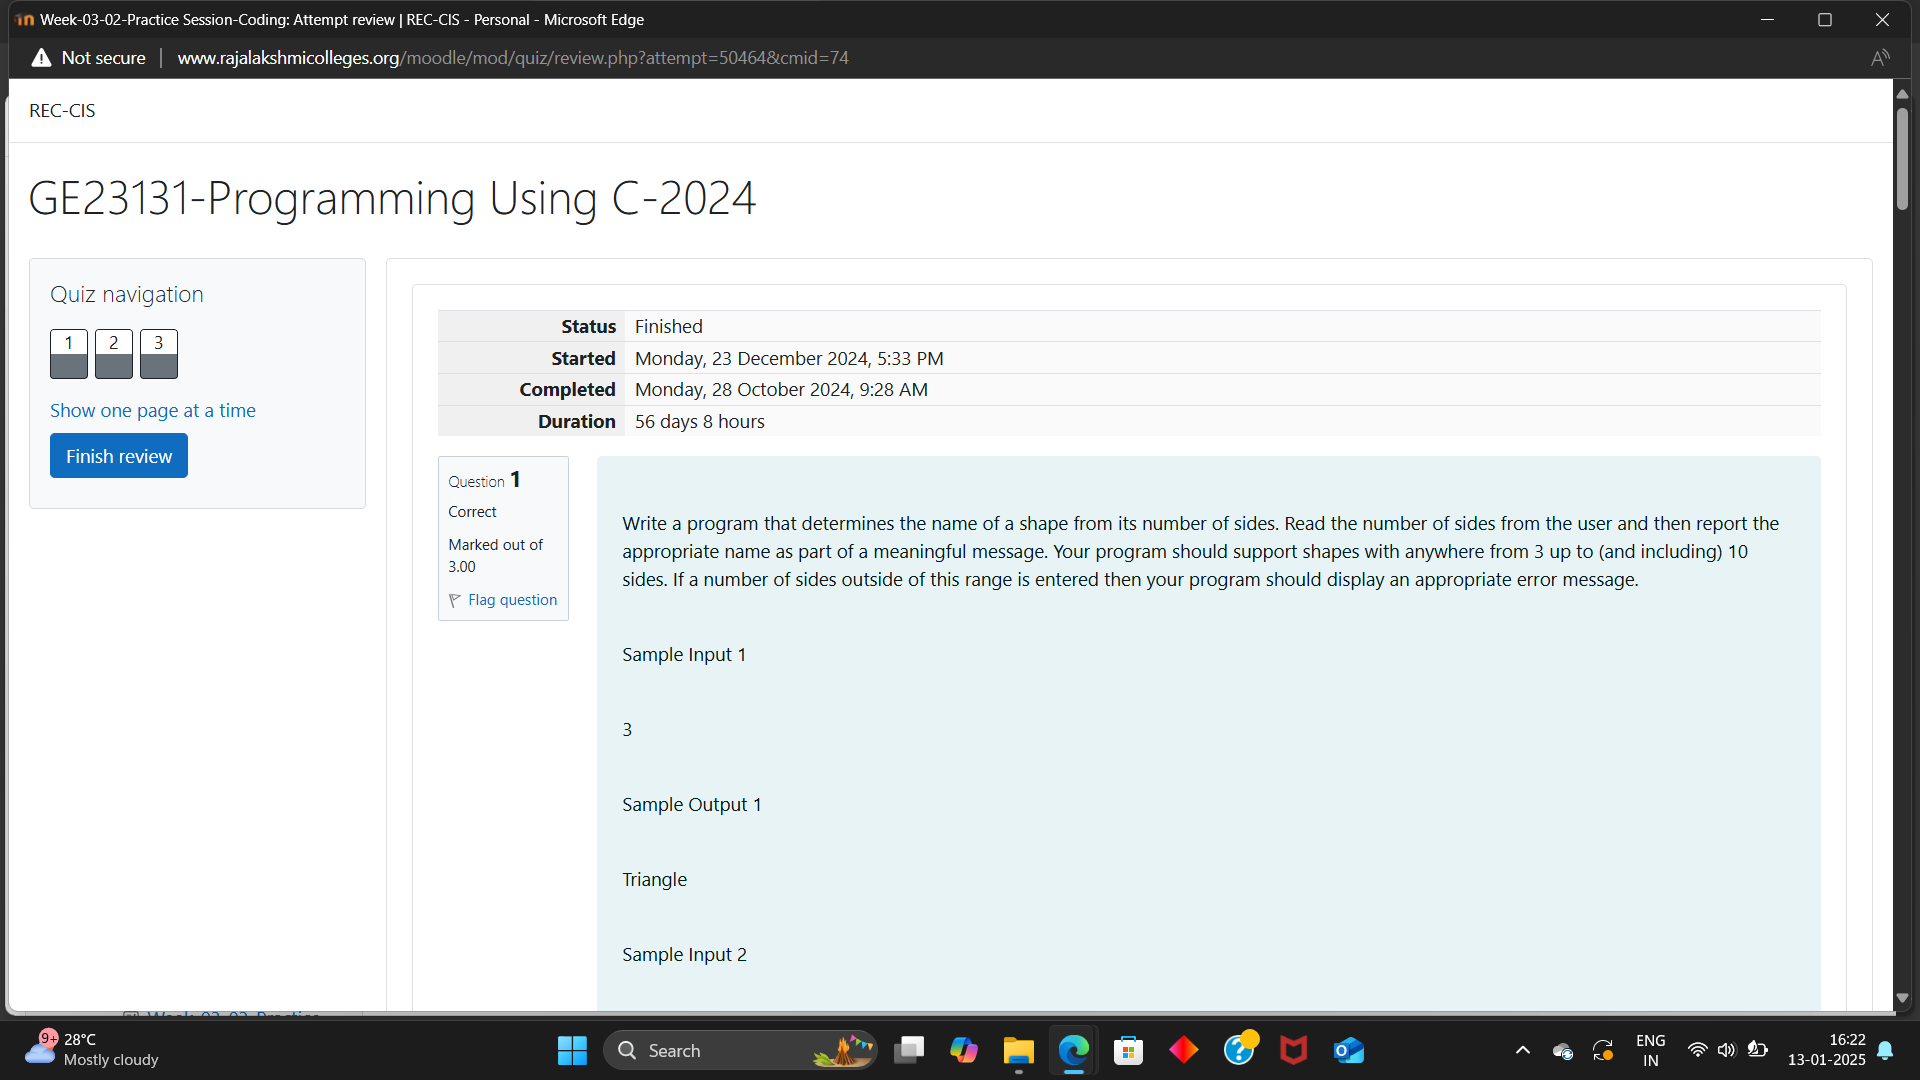 Week-03-02-Practice Session-Coding: Attempt review | REC-CIS - Personal - Microsoft Edge
Not secure
www.rajalakshmicolleges.org/moodle/mod/quiz/review.php?attempt=50464&cmid=74
REC-CIS
GE23131-Programming Using C-2024
Quiz navigation
1 2 3
Show one page at a time
Finish review
Status Finished
Started Monday, 23 December 2024, 5:33 PM
Completed Monday, 28 October 2024, 9:28 AM
Duration 56 days 8 hours
Question 1
Correct
Marked out of
3.00
Flag question
Write a program that determines the name of a shape from its number of sides. Read the number of sides from the user and then report the
appropriate name as part of a meaningful message. Your program should support shapes with anywhere from 3 up to (and including) 10
sides. If a number of sides outside of this range is entered then your program should display an appropriate error message.
Sample Input 1
3
Sample Output 1
Triangle
Sample Input 2
9+
28°C
Mostly cloudy
Search
ENG
IN
16:22
13-01-2025